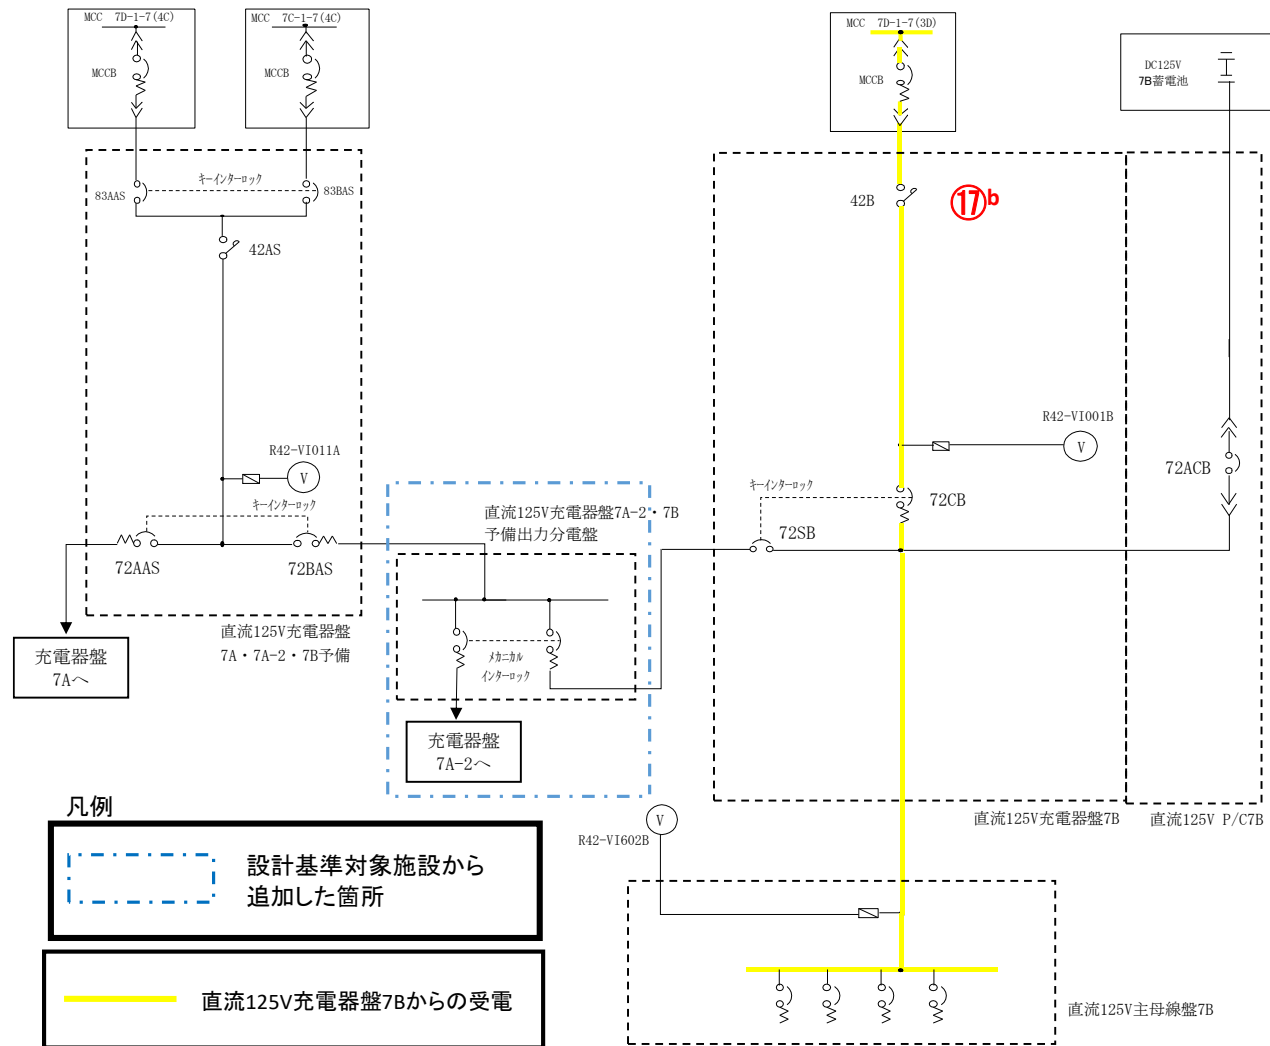 MCC 7D-1-7(4C)
MCCB
MCC 7C-1-7(4C)
MCCB
MCC 7D-1-7(3D)
MCCB
DC125V
7B蓄電池
83AAS
キーインターロック
83BAS
42AS
42B
⑰b
R42-VI011A
V
キーインターロック
72AAS
72BAS
直流125V充電器盤
7A・7A-2・7B予備
充電器盤
7Aへ
直流125V充電器盤7A-2・7B
予備出力分電盤
メカニカル
インターロック
充電器盤
7A-2へ
R42-VI001B
V
キーインターロック
72CB
72SB
72ACB
直流125V充電器盤7B
直流125V P/C7B
V
R42-VI602B
直流125V主母線盤7B
凡例
設計基準対象施設から
追加した箇所
直流125V充電器盤7Bからの受電